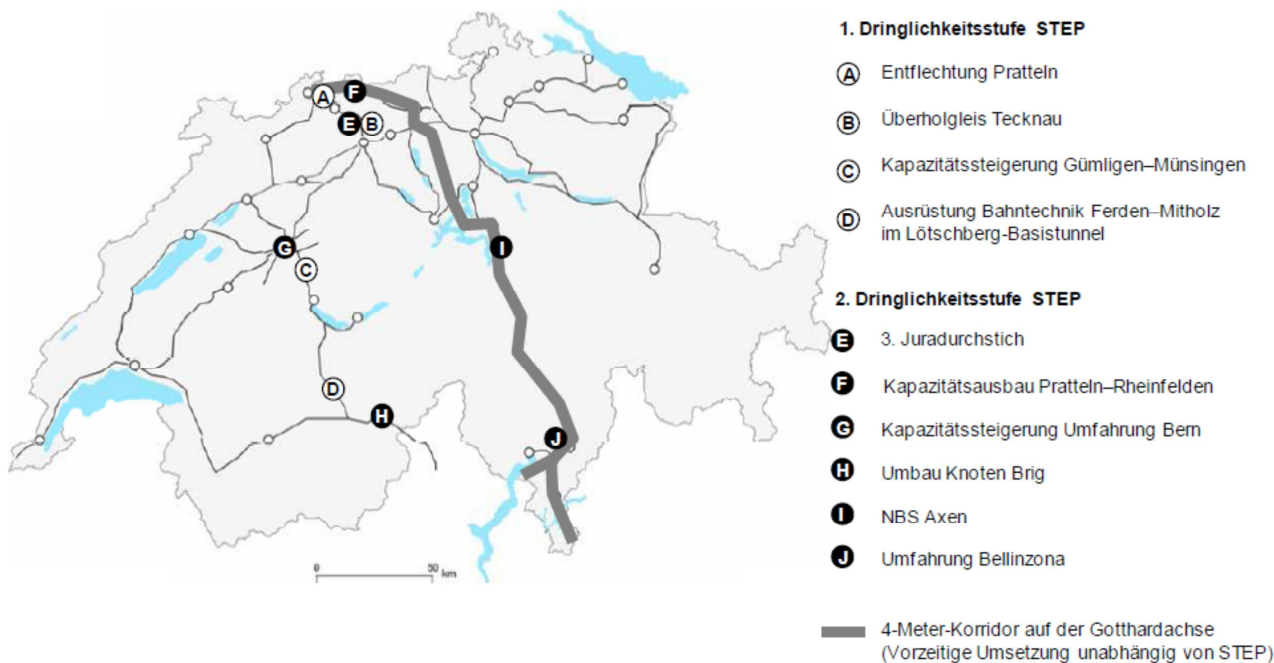 1. Dringlichkeitsstufe STEP
A Entflechtung Pratteln
B Überholgleis Tecknau
C Kapazitätssteigerung Gümligen–Münsingen
D Ausrüstung Bahntechnik Ferden–Mitholz
im Lötschberg-Basistunnel
2. Dringlichkeitsstufe STEP
E 3. Juradurchstich
F Kapazitätsausbau Pratteln–Rheinfelden
G Kapazitätssteigerung Umfahrung Bern
H Umbau Knoten Brig
I NBS Axen
J Umfahrung Bellinzona
4-Meter-Korridor auf der Gotthardachse
(Vorzeitige Umsetzung unabhängig von STEP)
A
F
E B
G
I
C
D
H
J
0 50 km